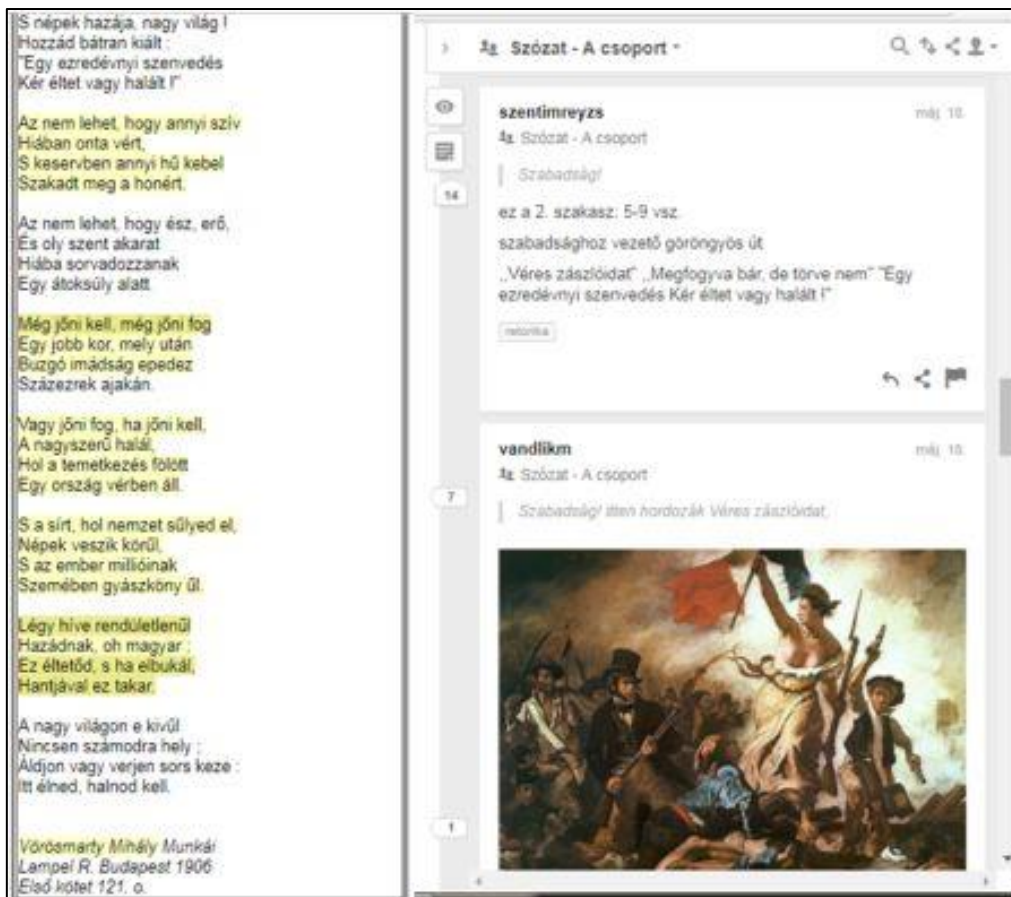 S népek hazája, nagy világ !
Hozzád bátran kiált :
"Egy ezredévnyi szenvedés
Kér éltet vagy halált !"
Az nem lehet, hogy annyi szív
Hiában onta vért,
S keservben annyi hű kebel
Szakadt meg a honért.
Az nem lehet, hogy ész, erő,
És oly szent akarat
Hiába sorvadozzanak
Egy átoksúly alatt
Még jőni kell, még jőni fog
Egy jobb kor, mely után
Buzgó imádság epedez
Százezrek ajakán.
Vagy jőni fog, ha jőni kell,
A nagyszerű halál,
Hol a temetkezés fölött
Egy ország vérben áll.
S a sírt, hol nemzet sűlyed el,
Népek veszik körűl,
S az ember millióinak
Szemében gyászköny űl.
Légy híve rendületlenűl
Hazádnak, oh magyar ;
Ez éltetőd, s ha elbukál,
Hantjával ez takar.
A nagy világon e kívűl
Nincsen számodra hely ;
Áldjon vagy verjen sors keze :
Itt élned, halnod kell.
Vörösmarty Mihály Munkái
Lampel R. Budapest 1906
Első kötet 121. o.
Szózat - A csoport
14
7
1
szentimreyzs
máj. 10.
Szózat - A csoport
Szabadság!
ez a 2. szakasz: 5-9 vsz.
szabadsághoz vezető göröngyös út
,,Véres zászlóidat" ,,Megfogyva bár, de törve nem" "Egy
ezredévnyi szenvedés Kér éltet vagy halált !"
retorika
vandlikm
máj. 10.
Szózat - A csoport
Szabadság! itten hordozák Véres zászlóidat,